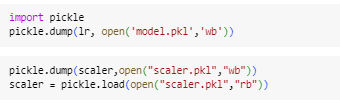 import pickle
pickle.dump(lr, open('model.pkl','wb'))
pickle.dump(scaler,open("scaler.pkl","wb"))
scaler = pickle.load(open("scaler.pkl","rb"))